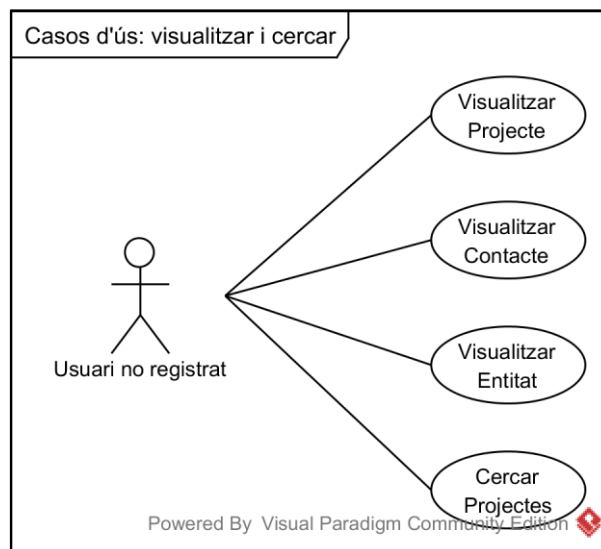 Casos d'ús: visualitzar i cercar
Visualitzar
Projecte
Visualitzar
Contacte
Usuari no registrat
Visualitzar
Entitat
Cercar
Projectes
Powered By Visual Paradigm Community Edition